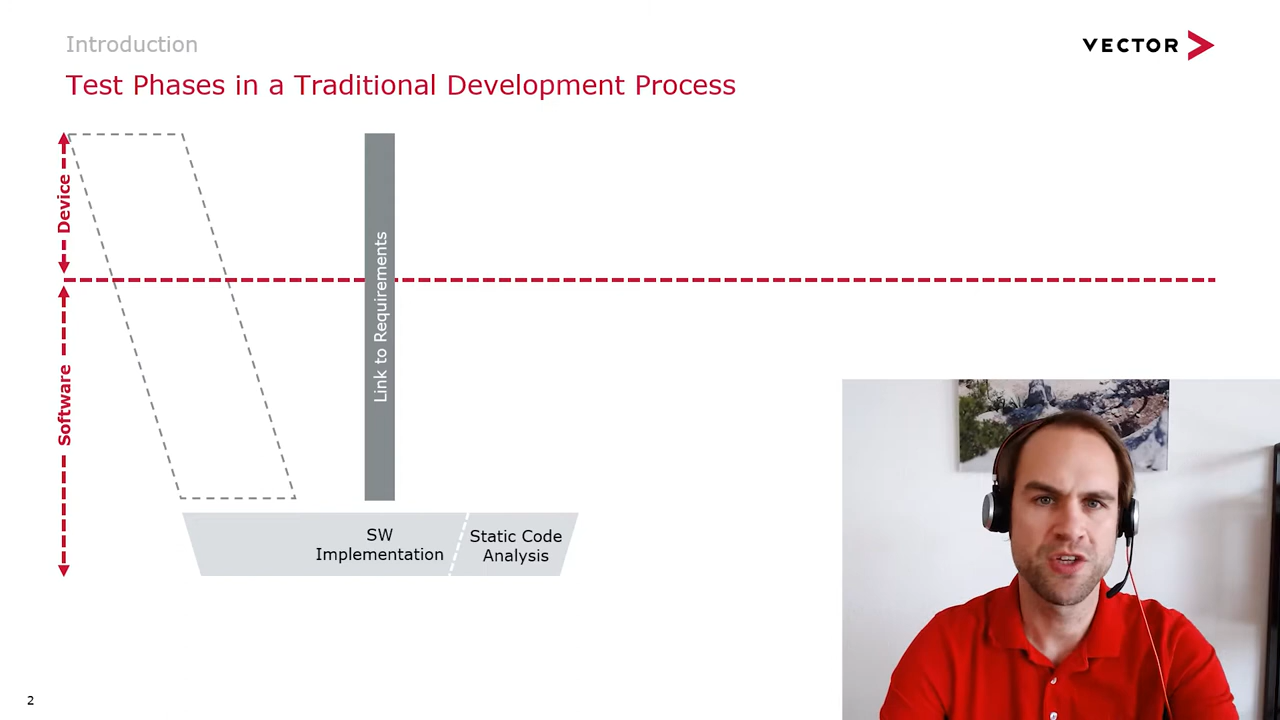 Introduction
VECTOR
Test Phases in a Traditional Development Process
Device
Link to Requirements
Software
SW
Implementation
Static Code
Analysis
2